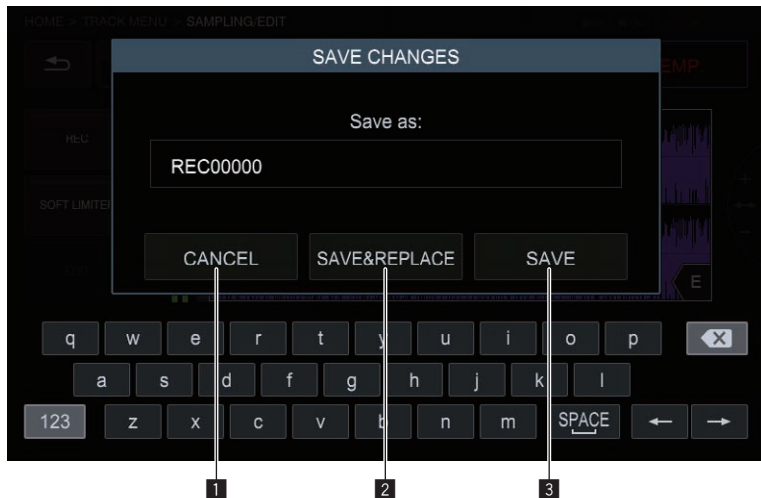 HOME > TRACK MENU > SAMPLING/EDIT
SAVE CHANGES
EMP
Save as:
REC
REC00000
SOFT LIMITER
CANCEL SAVE&REPLACE SAVE
E
q w e r t y u i o p
a s d f g h j k l
123 z x c v b n m SPACE ← →
1 2 3